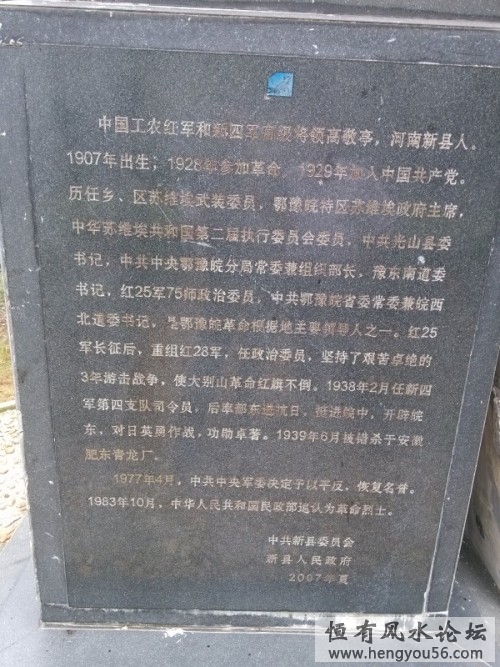 中国工农红军和新四军高级将领高敬亭，河南新县人。
1907年出生；1928年参加革命，1929年加入中国共产党。
历任乡、区苏维埃武装委员，鄂豫皖特区苏维埃政府主席，
中华苏维埃共和国第二届执行委员会委员，中共光山县委
书记，中共中央鄂豫皖分局常委兼组织部长，豫东南道委
书记，红25军75师政治委员，中共鄂豫皖省委常委兼皖西
北道委书记，是鄂豫皖革命根据地主要领导人之一。红25
军长征后，重组红28军，任政治委员，坚持了艰苦卓绝的
3年游击战争，使大别山革命红旗不倒。1938年2月任新四
军第四支队司令员，后率部东进抗日，挺进皖中，开辟皖
东，对日英勇作战，功勋卓著。1939年6月被错杀于安徽
肥东青龙厂。
1977年4月，中共中央军委决定予以平反，恢复名誉。
1983年10月，中华人民共和国民政部追认为革命烈士。
中共新县委员会
新县人民政府
2007年夏
恒有风水论坛
www.hengyou56.com